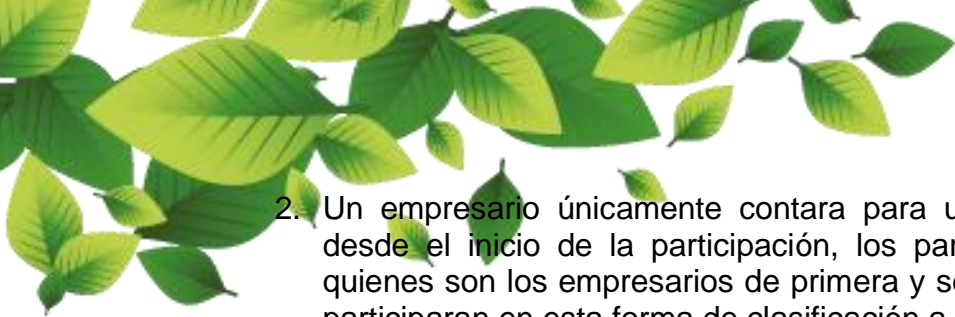 2. Un empresario únicamente contara para u
desde el inicio de la participación, los par
quienes son los empresarios de primera y se
participaran en esta forma de clasificación a